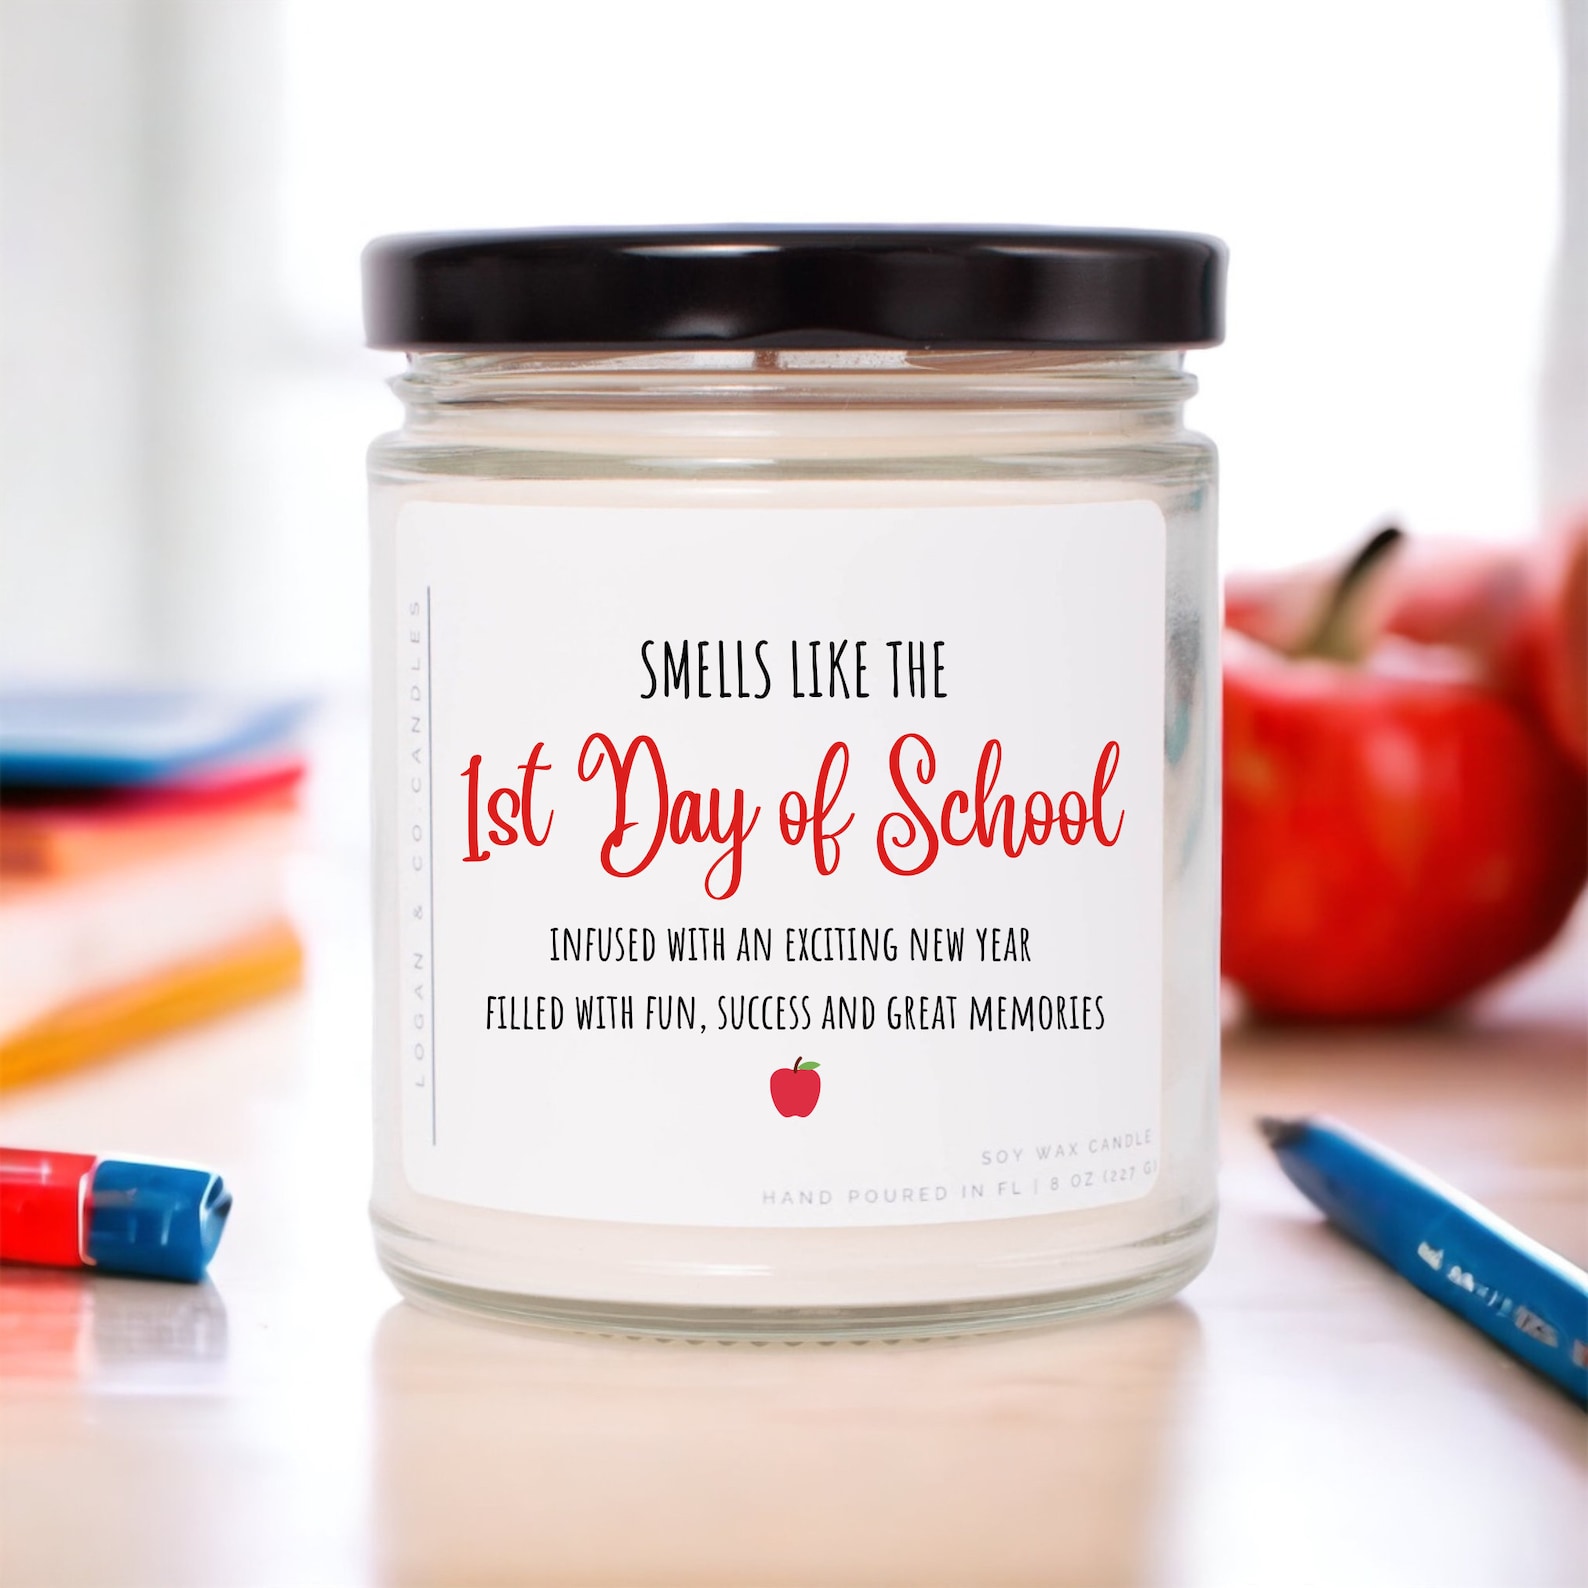 SMELLS LIKE THE
1st Day of School
INFUSED WITH AN EXCITING NEW YEAR
FILLED WITH FUN, SUCCESS AND GREAT MEMORIES
LOGAN & CO. CANDLES
SOY WAX CANDLE
HAND POURED IN FL | 8 OZ (227 G)